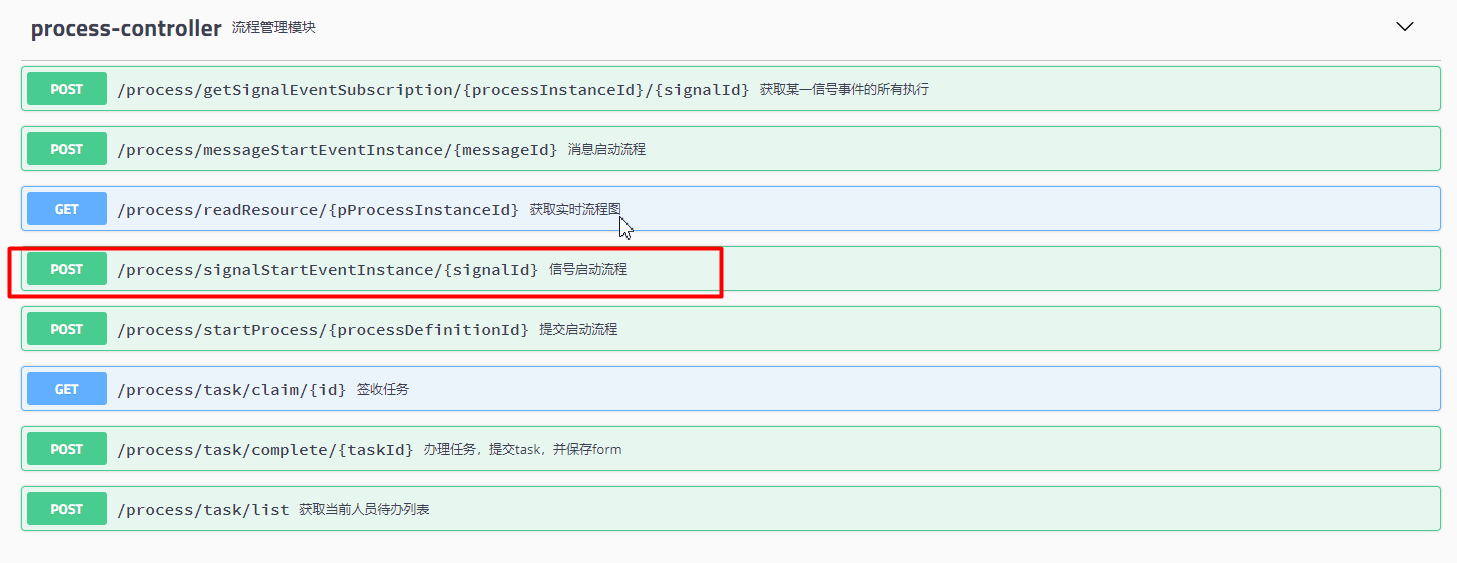 process-controller 流程管理模块
POST /process/getSignalEventSubscription/{processInstanceId}/{signalId} 获取某一信号事件的所有执行
POST /process/messageStartEventInstance/{messageId} 消息启动流程
GET /process/readResource/{pProcessInstanceId} 获取实时流程图
POST /process/signalStartEventInstance/{signalId} 信号启动流程
POST /process/startProcess/{processDefinitionId} 提交启动流程
GET /process/task/claim/{id} 签收任务
POST /process/task/complete/{taskId} 办理任务，提交task，并保存form
POST /process/task/list 获取当前人员待办列表